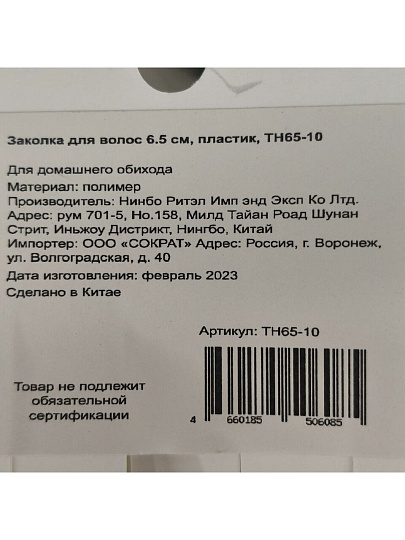 Заколка для волос 6.5 см, пластик, TH65-10
Для домашнего обихода
Материал: полимер
Производитель: Нинбо Ритэл Имп энд Эксп Ко Лтд.
Адрес: рум 701-5, Но.158, Милд Тайан Роад Шунан
Стрит, Иньжоу Дистрикт, Нингбо, Китай
Импортер: ООО «СОКРАТ» Адрес: Россия, г. Воронеж,
ул. Волгоградская, д. 40
Дата изготовления: февраль 2023
Сделано в Китае
Артикул: TH65-10
Товар не подлежит
обязательной
сертификации
4 660185 506085